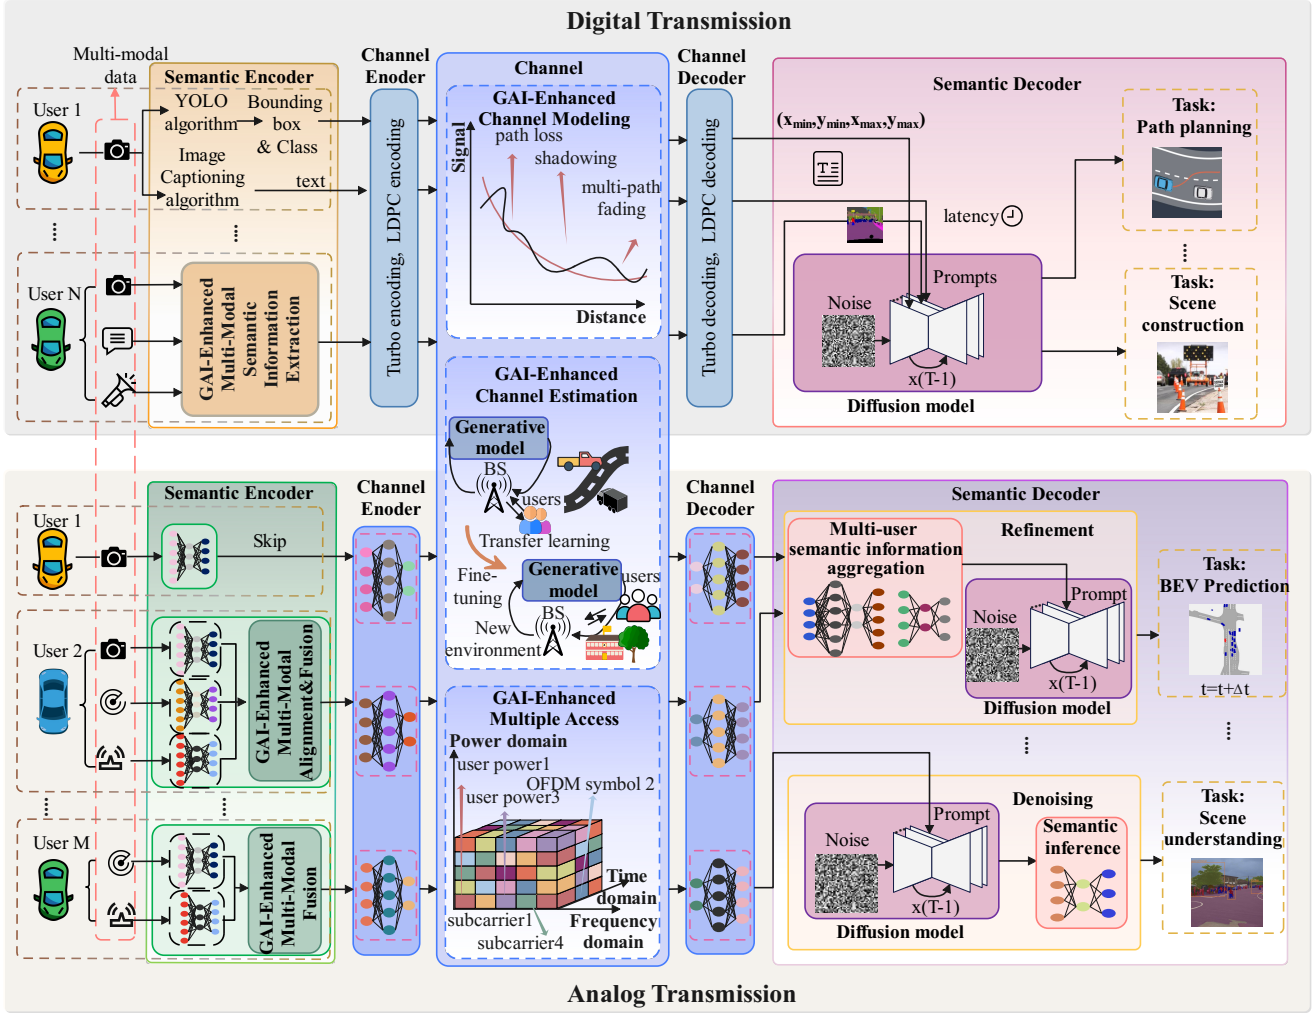 Digital Transmission
Multi-modal
data
Semantic Encoder
User 1
YOLO
algorithm
Bounding
box
& Class
Image
Captioning
algorithm
text
User N
GAI-Enhanced
Multi-Modal
Semantic
Information
Extraction
Channel
Enoder
Turbo encoding, LDPC encoding
Channel
GAI-Enhanced
Channel Modeling
Signal
path loss
shadowing
multi-path
fading
Distance
Channel
Decoder
Turbo decoding, LDPC decoding
Semantic Decoder
(xmin,ymin,xmax,ymax)
latency
Prompts
Noise
x(T-1)
Diffusion model
Task:
Path planning
Task:
Scene
construction
GAI-Enhanced
Channel Estimation
Generative
model
BS
users
Transfer learning
Fine-
tuning
Generative
model
users
BS
New
environment
GAI-Enhanced
Multiple Access
Power domain
user power1
OFDM symbol 2
user power3
Time
domain
subcarrier1
Frequency
domain
subcarrier4
Semantic Encoder
User 1
Skip
User 2
GAI-Enhanced
Multi-Modal
Alignment&Fusion
User M
GAI-Enhanced
Multi-Modal
Fusion
Channel
Enoder
Channel
Decoder
Semantic Decoder
Multi-user
semantic information
aggregation
Refinement
Prompt
Noise
x(T-1)
Diffusion model
Task:
BEV Prediction
t=t+Δt
Denoising
Prompt
Noise
x(T-1)
Diffusion model
Semantic
inference
Task:
Scene
understanding
Analog Transmission